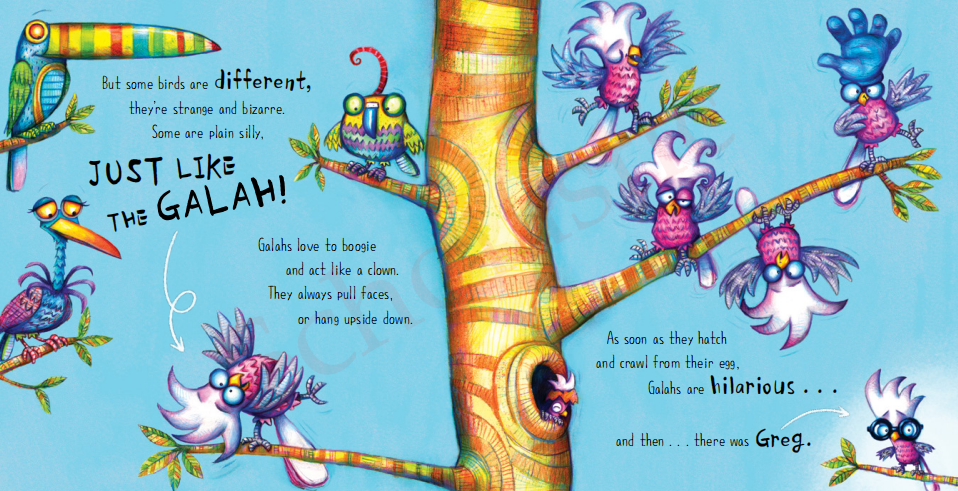 But some birds are different,
they're strange and bizarre.
Some are plain silly,
JUST LIKE
THE GALAH!
Galahs love to boogie
and act like a clown.
They always pull faces,
or hang upside down.
As soon as they hatch
and crawl from their egg,
Galahs are hilarious . . .
and then . . . there was Greg.